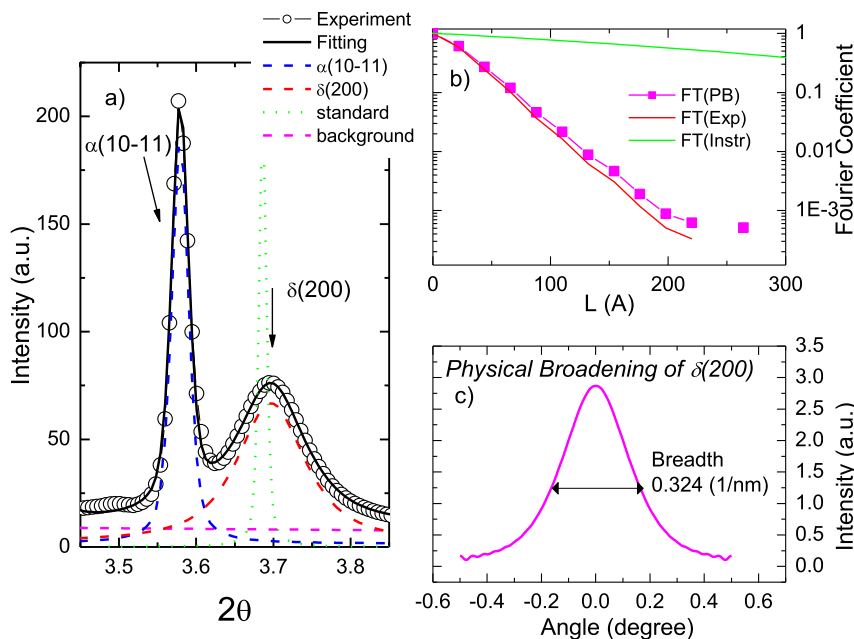 Experiment
Fitting
α(10-11)
δ(200)
standard
background
a)
α(10-11)
δ(200)
200
150
100
50
0
Intensity (a.u.)
3.5
3.6
3.7
3.8
2θ
b)
FT(PB)
FT(Exp)
FT(Instr)
1
0.1
0.01
1E-3
Fourier Coefficient
0
100
200
300
L (A)
Physical Broadening of δ(200)
c)
Breadth
0.324 (1/nm)
3.5
3.0
2.5
2.0
1.5
1.0
0.5
0.0
Intensity (a.u.)
-0.6 -0.4 -0.2 0.0 0.2 0.4 0.6
Angle (degree)